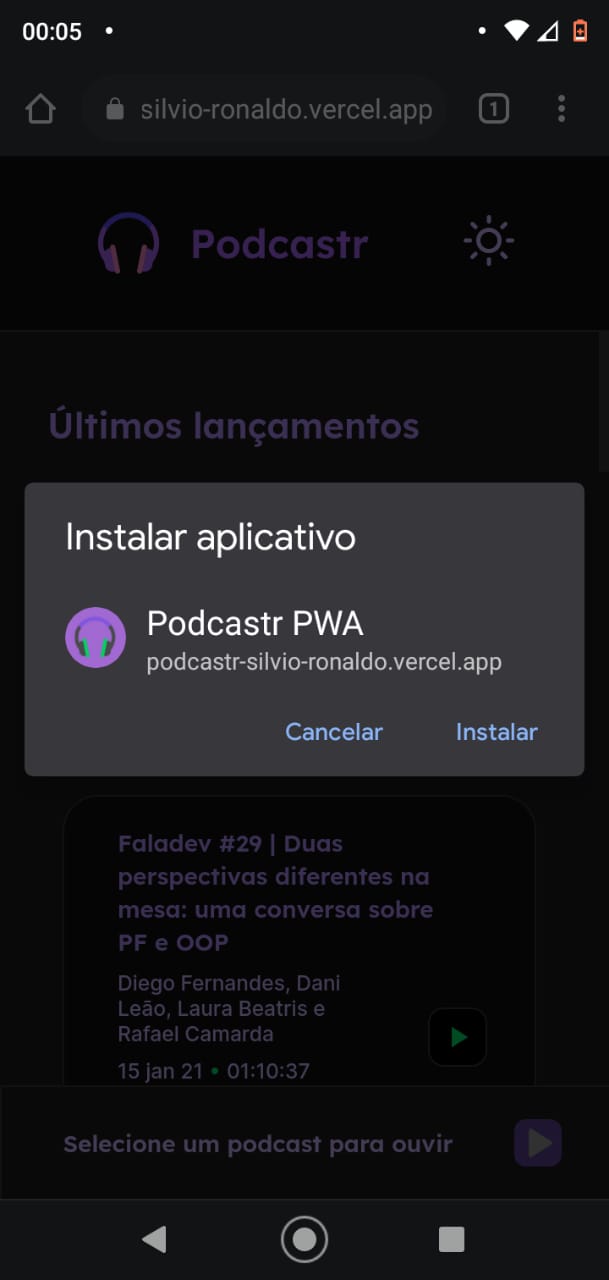 00:05
silvio-ronaldo.vercel.app
1
Podcastr
Últimos lançamentos
Instalar aplicativo
Podcastr PWA
podcastr-silvio-ronaldo.vercel.app
Cancelar
Instalar
Faladev #29 | Duas
perspectivas diferentes na
mesa: uma conversa sobre
PF e OOP
Diego Fernandes, Dani
Leão, Laura Beatris e
Rafael Camarda
15 jan 21 • 01:10:37
Selecione um podcast para ouvir